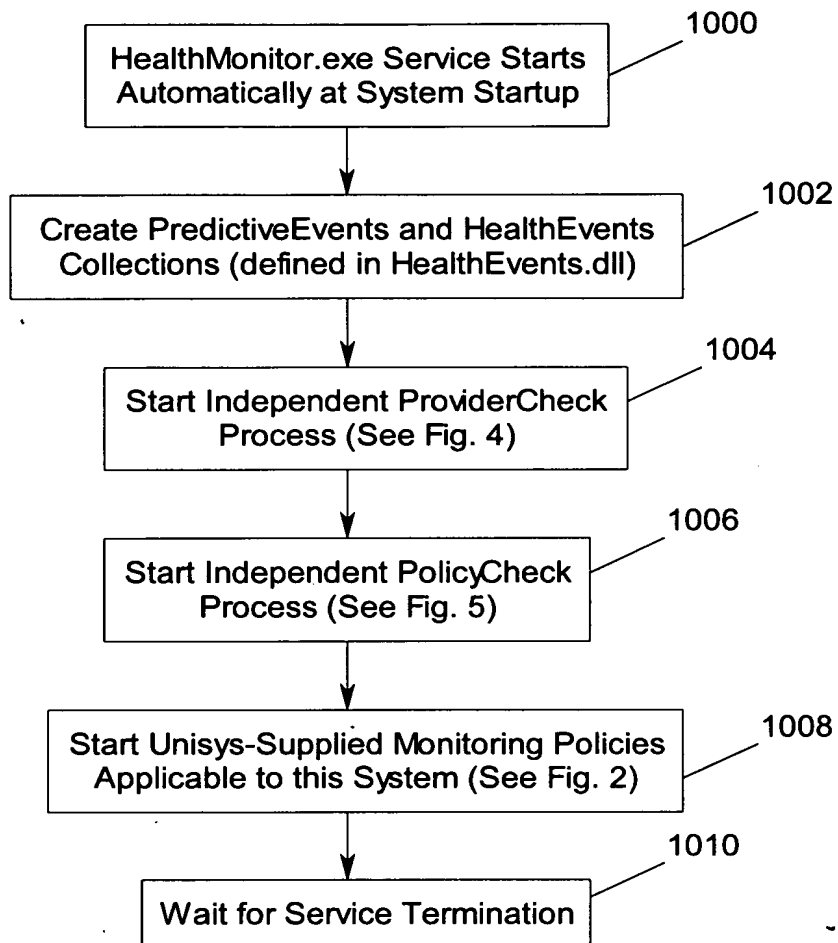 1000
HealthMonitor.exe Service Starts
Automatically at System Startup
1002
Create PredictiveEvents and HealthEvents
Collections (defined in HealthEvents.dll)
1004
Start Independent ProviderCheck
Process (See Fig. 4)
1006
Start Independent PolicyCheck
Process (See Fig. 5)
1008
Start Unisys-Supplied Monitoring Policies
Applicable to this System (See Fig. 2)
1010
Wait for Service Termination